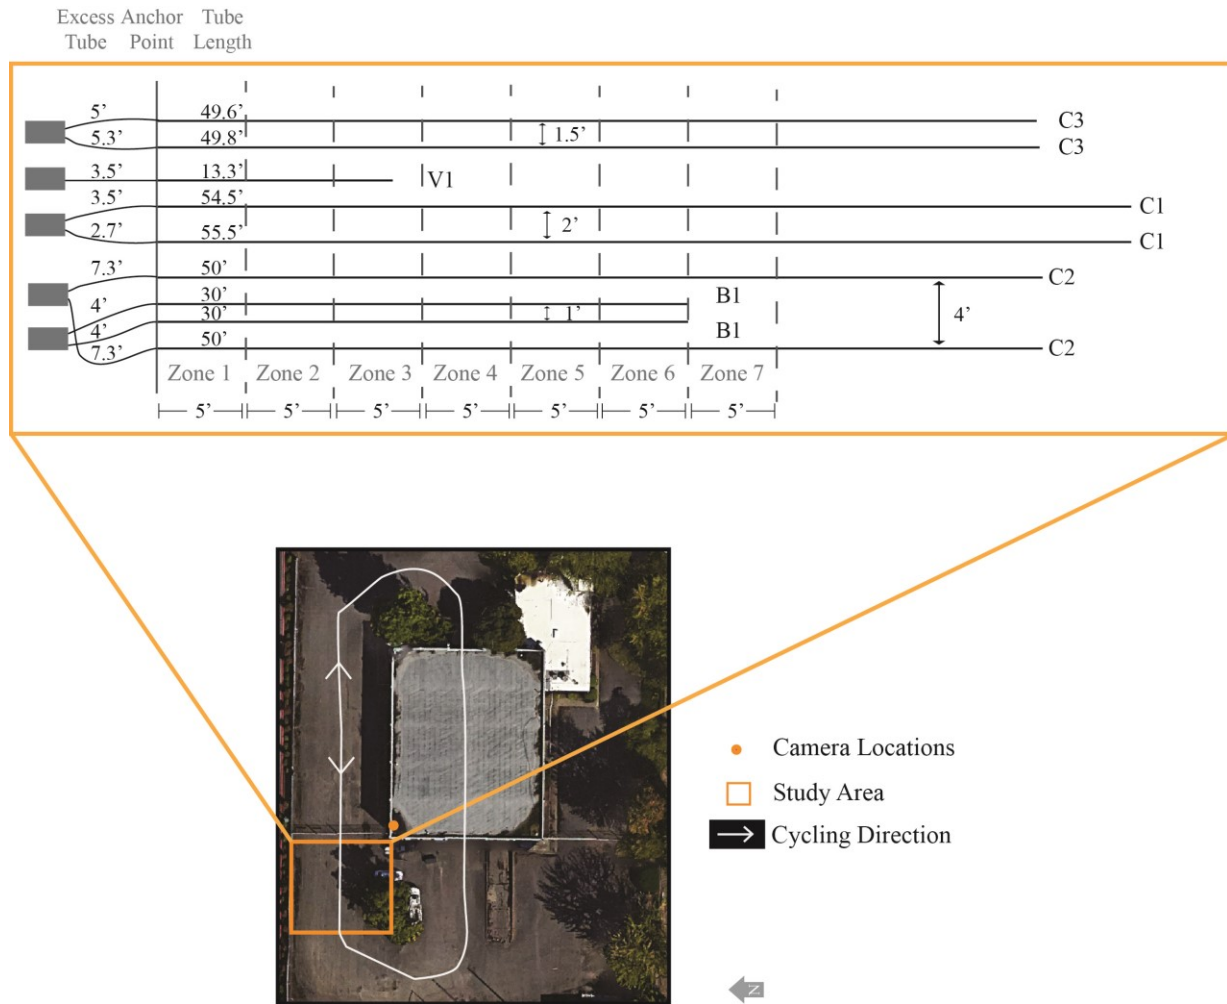 Excess Anchor Tube
Tube Point Length
5’ 49.6’
C3
5.3’ 49.8’ 1.5’
C3
3.5’ 13.3’
V1
3.5’ 54.5’
C1
2’
2.7’ 55.5’
C1
7.3’ 50’
C2
4’ 30’ B1
4’ 30’ 1’ 4’
B1
7.3’ 50’
C2
Zone 1 Zone 2 Zone 3 Zone 4 Zone 5 Zone 6 Zone 7
5’ 5’ 5’ 5’ 5’ 5’ 5’
Camera Locations
Study Area
Cycling Direction
N